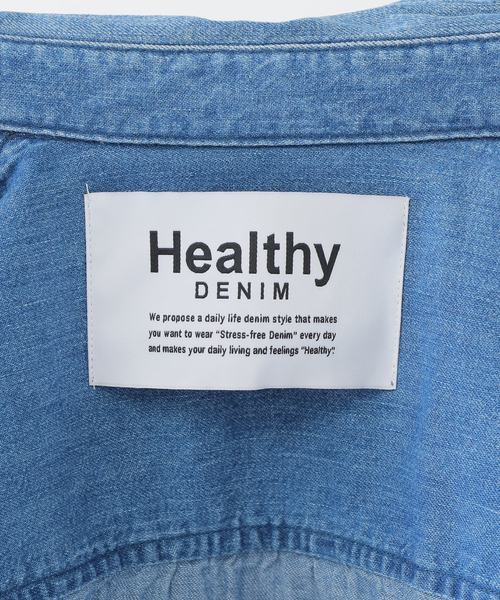 Healthy
DENIM
We propose a daily life denim style that makes
you want to wear "Stress-free Denim" every day
and makes your daily living and feelings "Healthy".